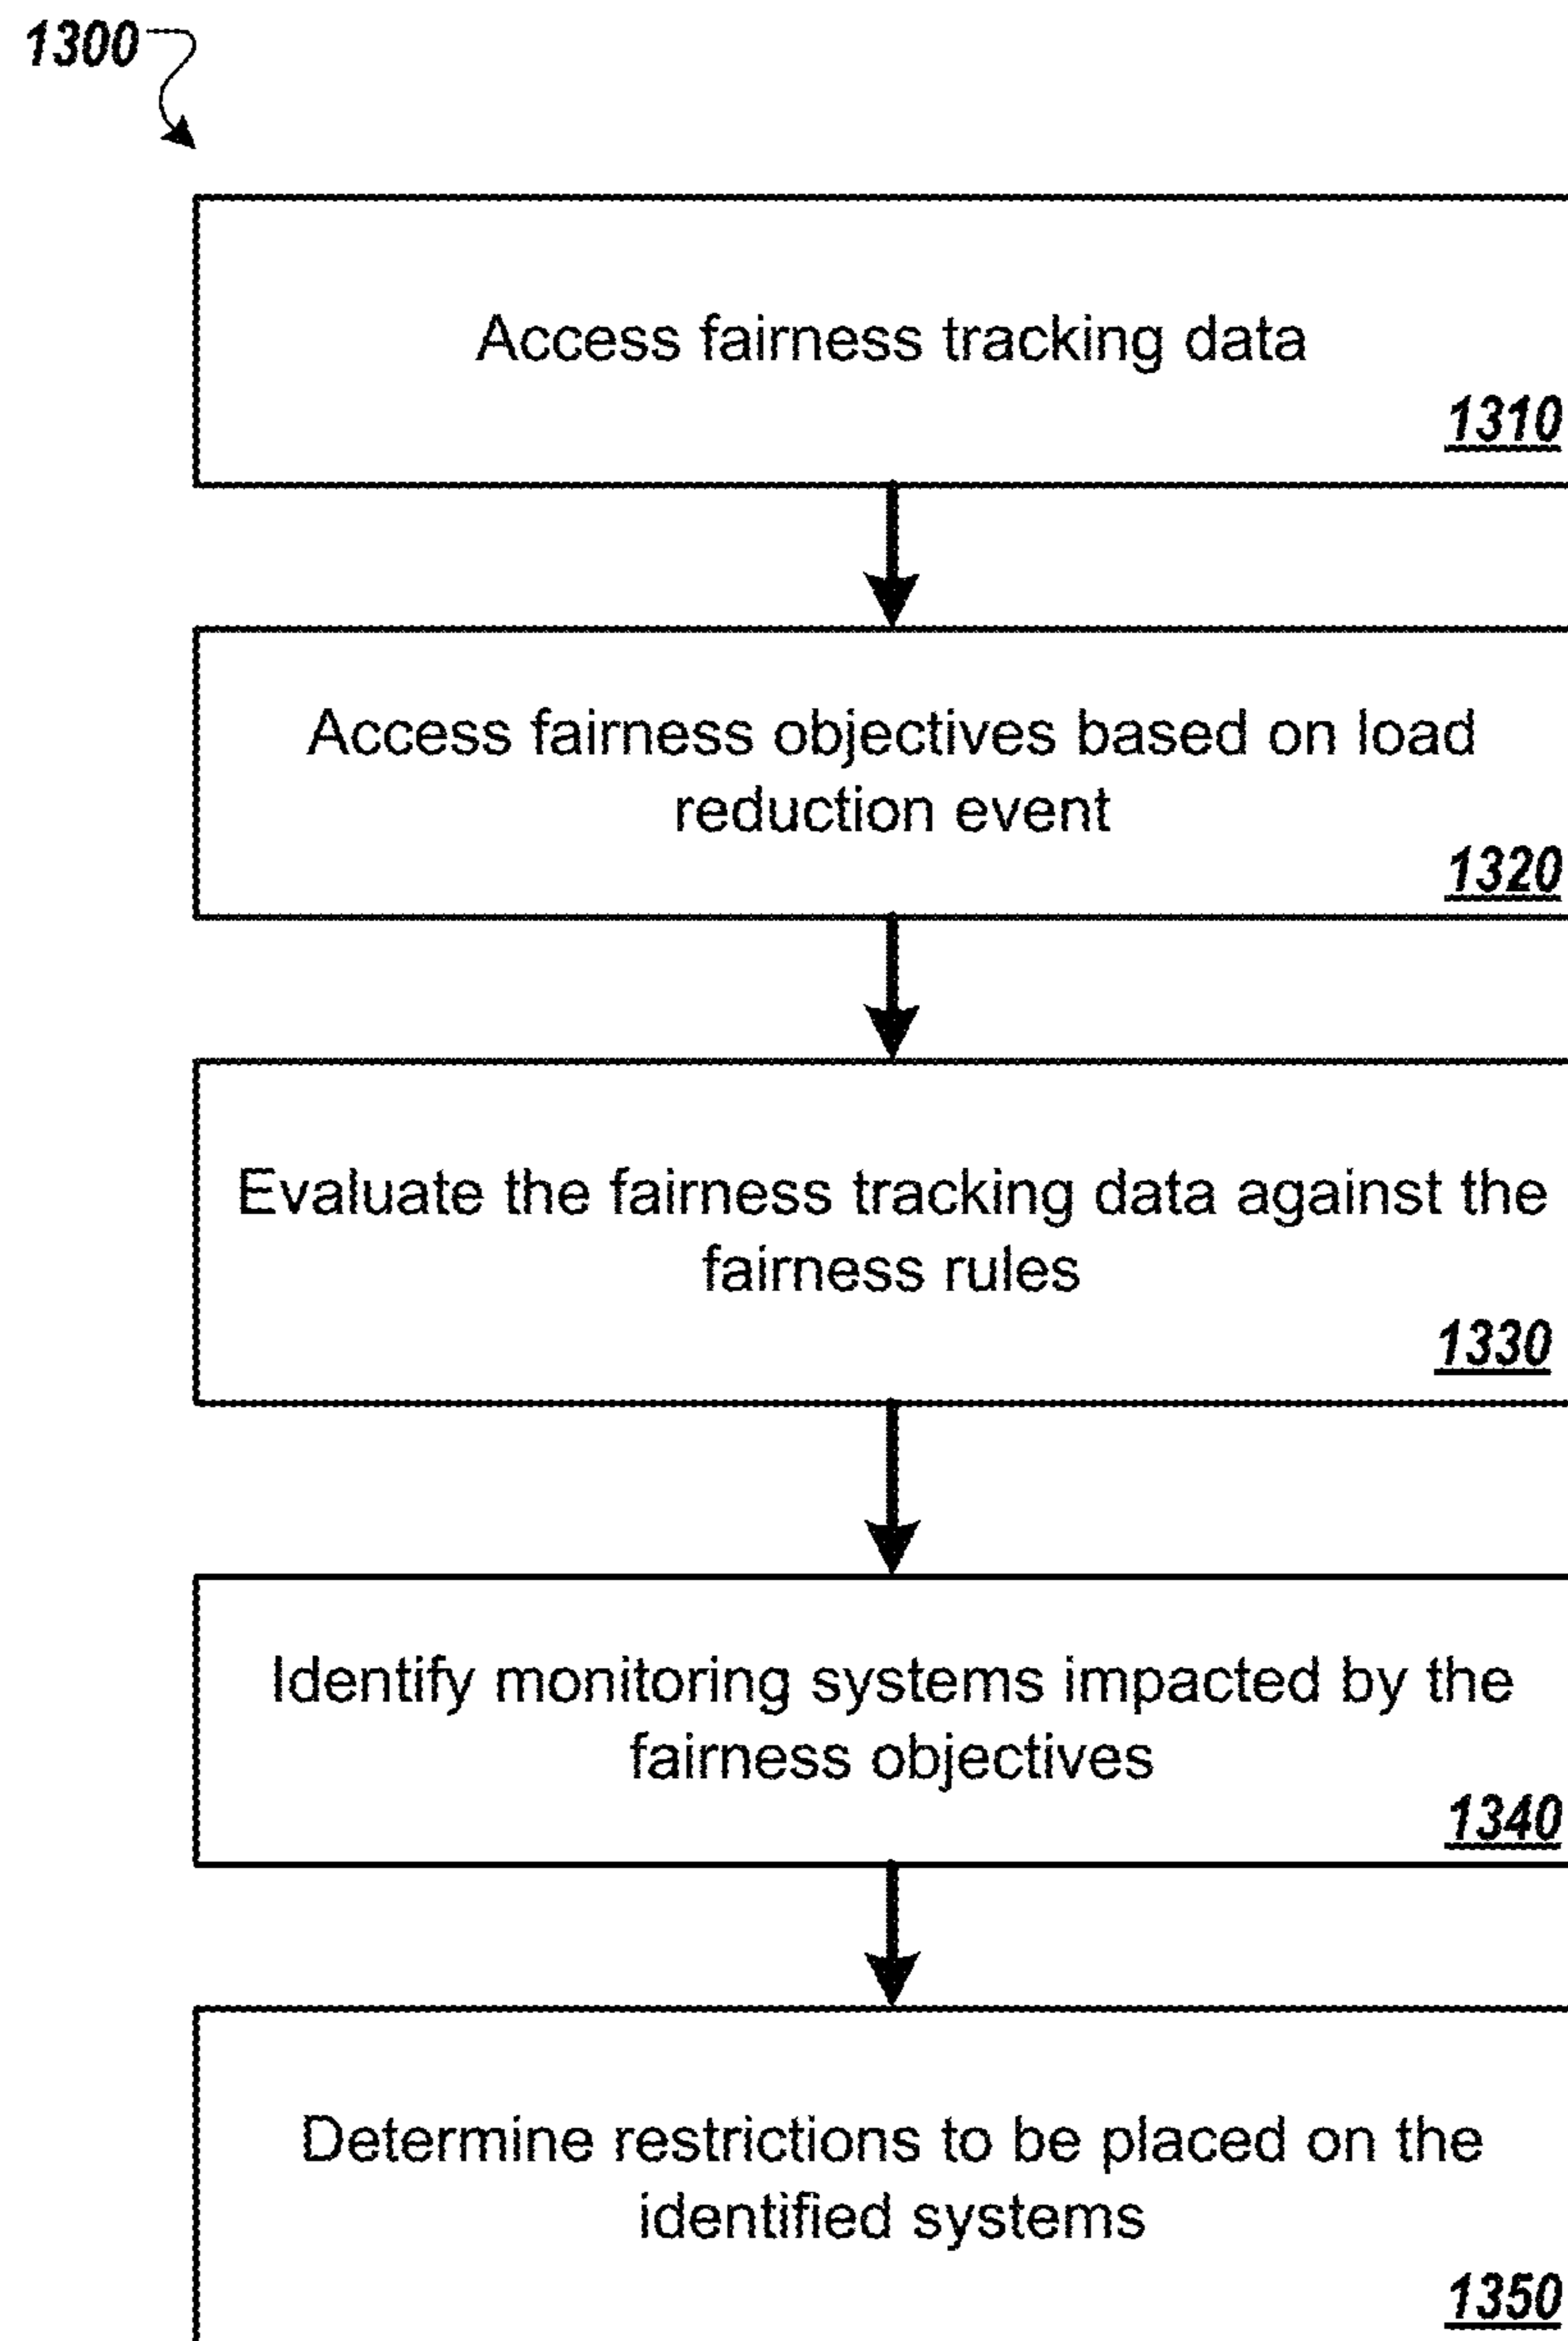 1300
Access fairness tracking data
1310
Access fairness objectives based on load
reduction event
1320
Evaluate the fairness tracking data against the
fairness rules
1330
Identify monitoring systems impacted by the
fairness objectives
1340
Determine restrictions to be placed on the
identified systems
1350